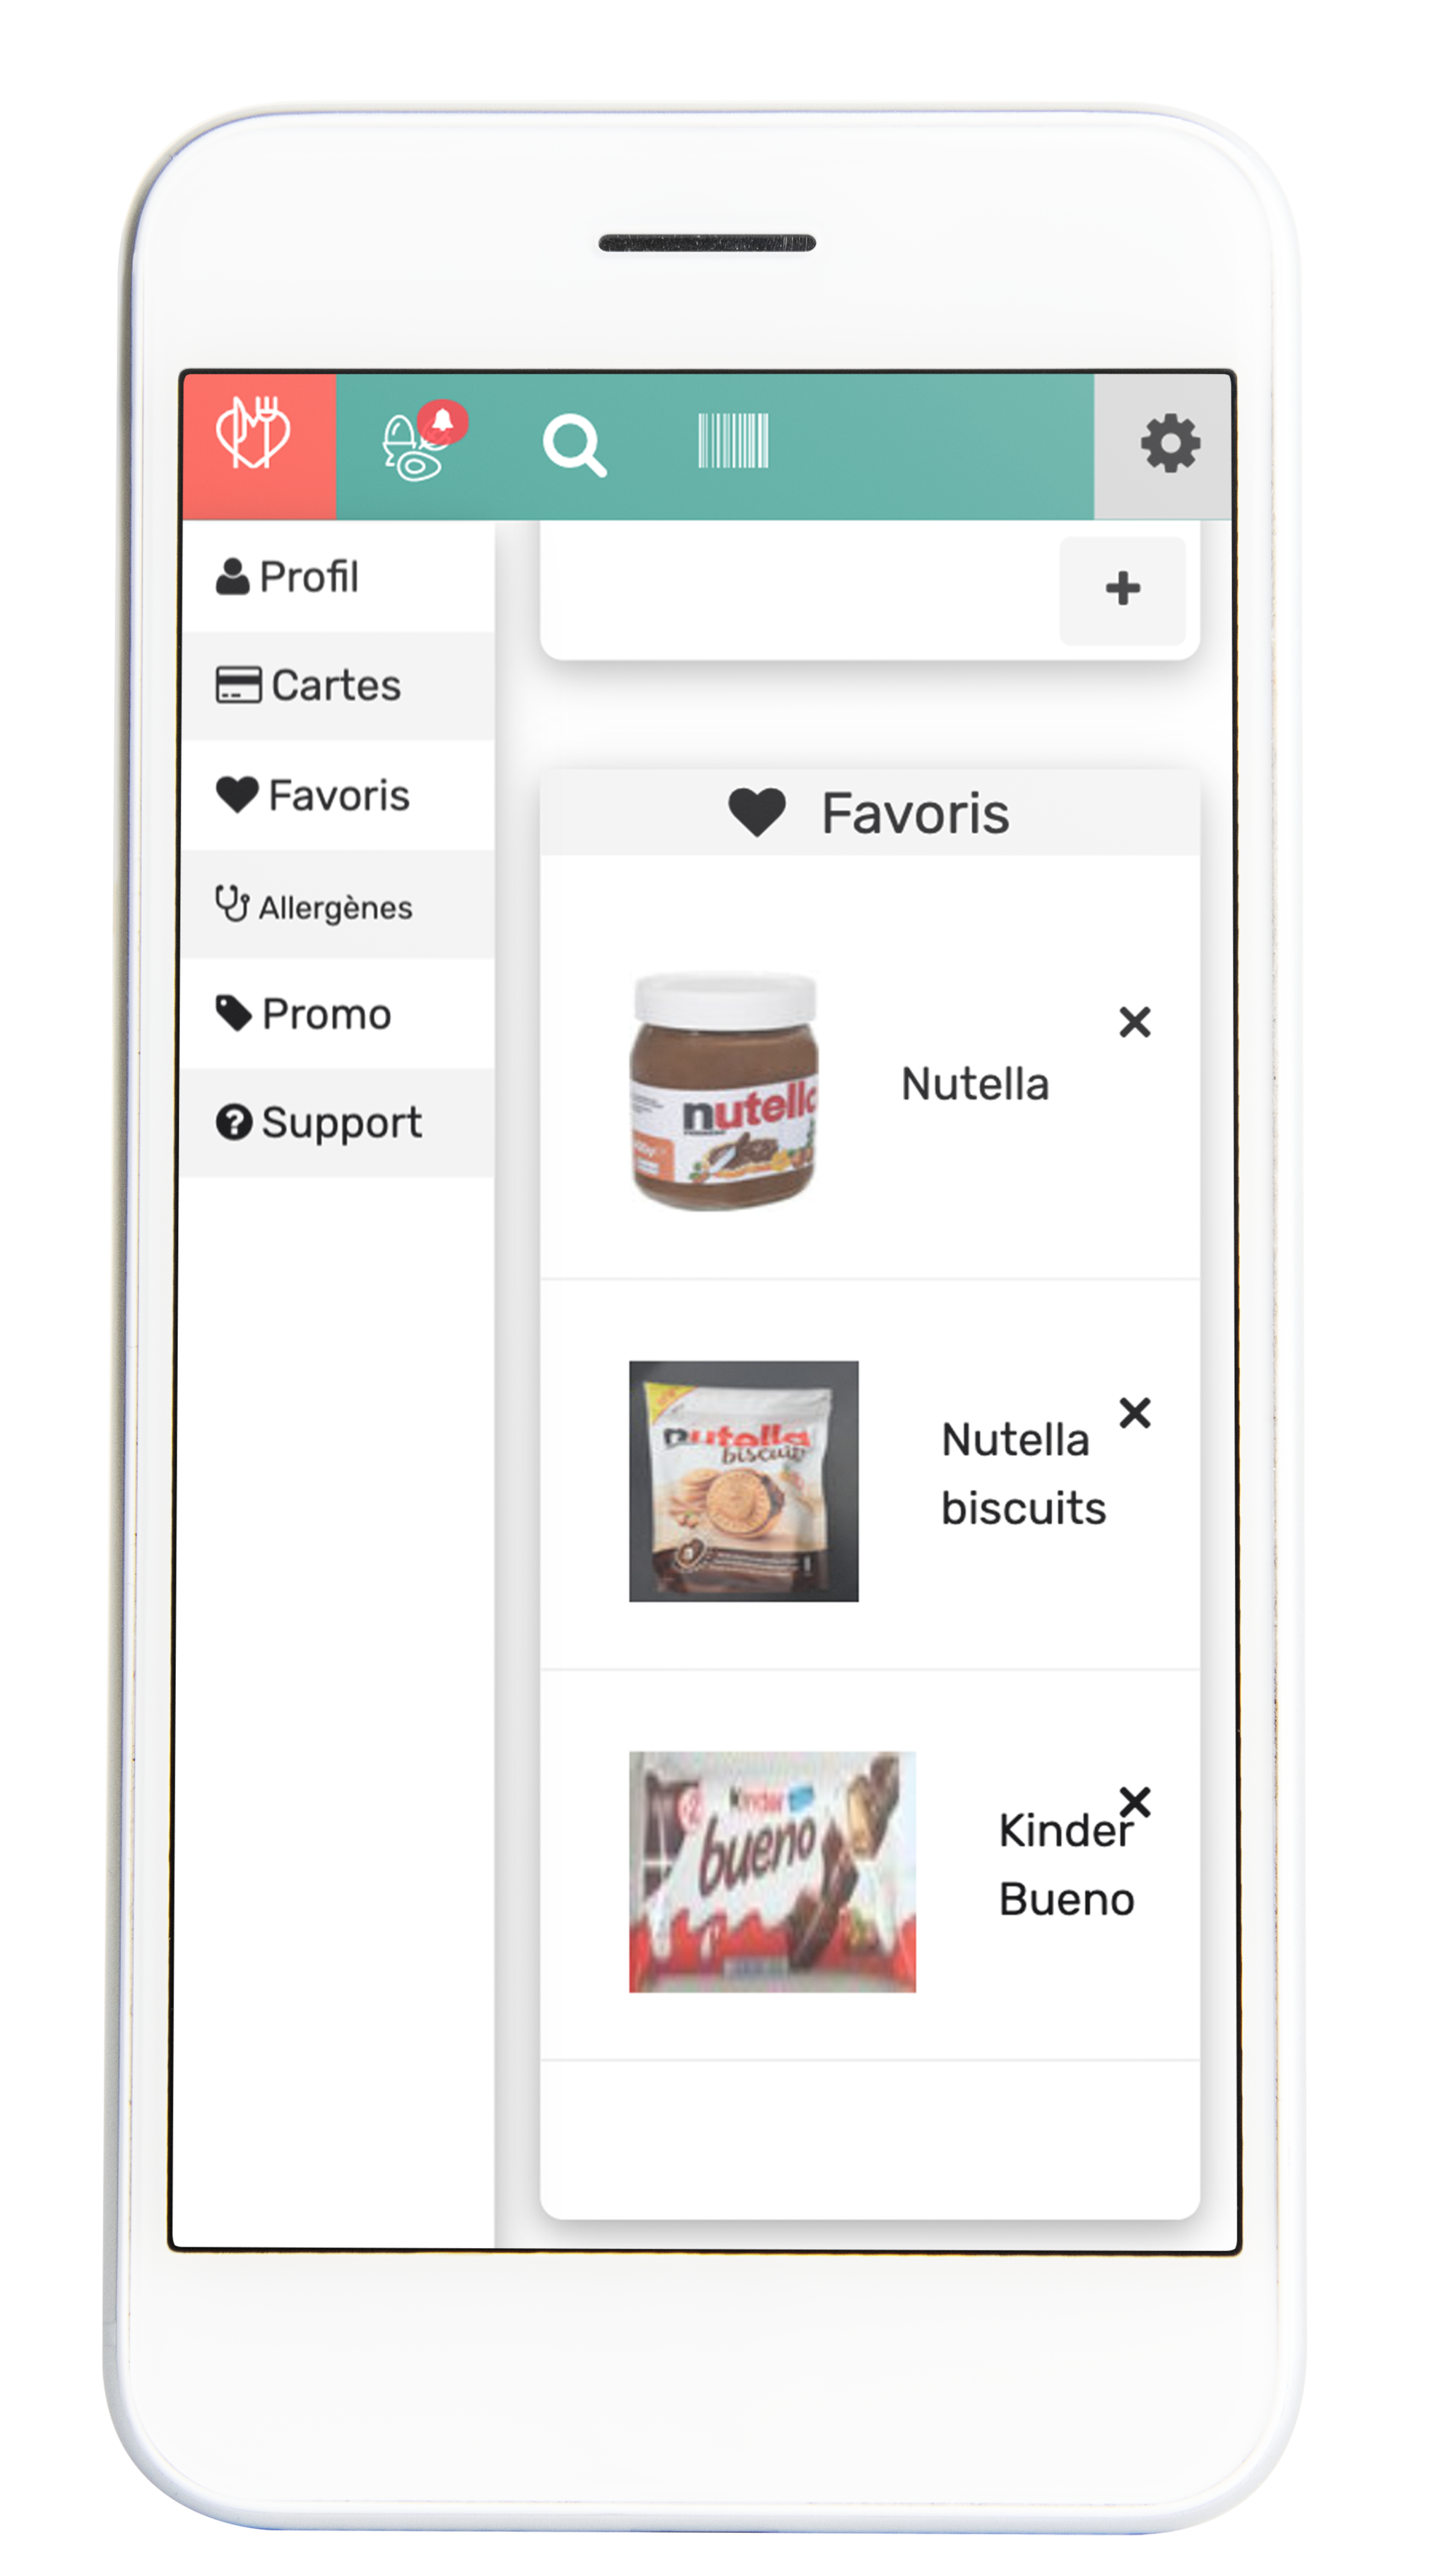 Profil
Cartes
Favoris
Allergènes
Promo
Support
Favoris
nutella
Nutella
nutella
biscuits
Nutella
biscuits
Kinder
bueno
Kinder
Bueno